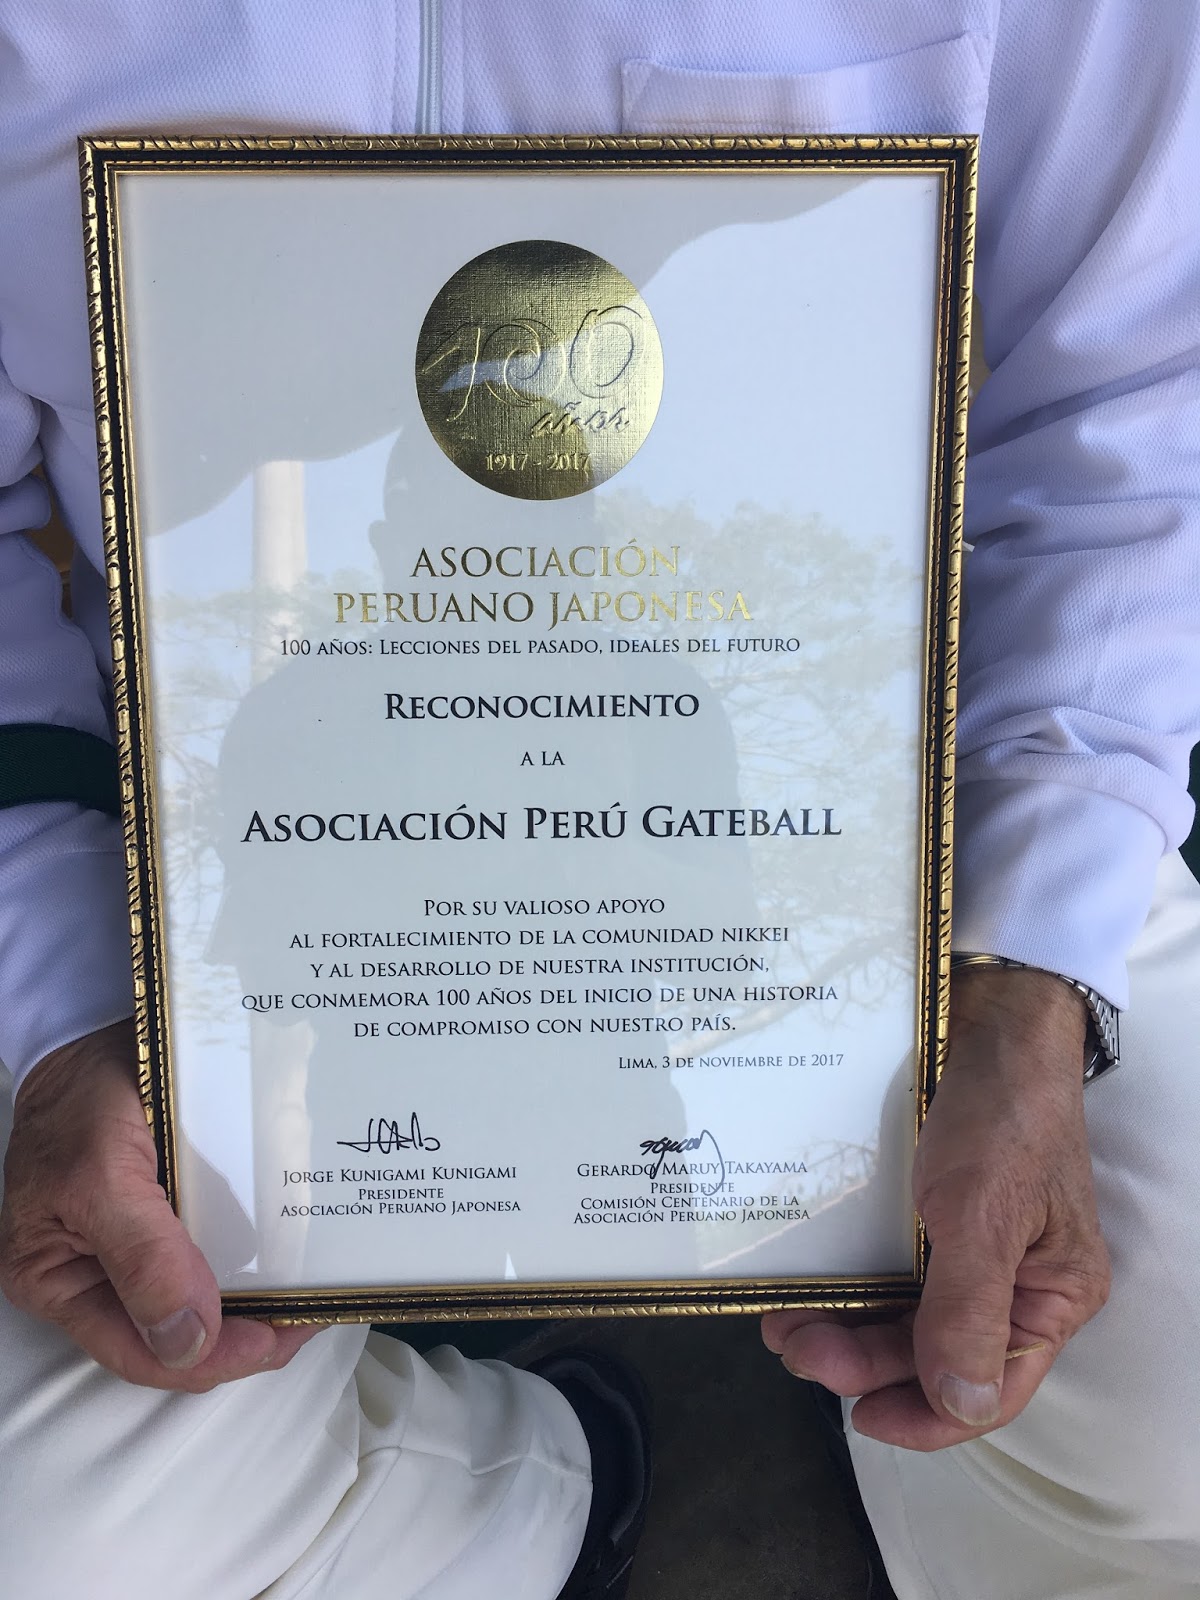 100
años
1917 - 2017
ASOCIACIÓN
PERUANO JAPONESA
100 AÑOS: LECCIONES DEL PASADO, IDEALES DEL FUTURO
RECONOCIMIENTO
A LA
ASOCIACIÓN PERÚ GATEBALL
POR SU VALIOSO APOYO
AL FORTALECIMIENTO DE LA COMUNIDAD NIKKEI
Y AL DESARROLLO DE NUESTRA INSTITUCIÓN,
QUE CONMEMORA 100 AÑOS DEL INICIO DE UNA HISTORIA
DE COMPROMISO CON NUESTRO PAÍS.
LIMA, 3 DE NOVIEMBRE DE 2017
JORGE KUNIGAMI KUNIGAMI
PRESIDENTE
ASOCIACIÓN PERUANO JAPONESA
GERARDO MARUY TAKAYAMA
PRESIDENTE
COMISIÓN CENTENARIO DE LA
ASOCIACIÓN PERUANO JAPONESA